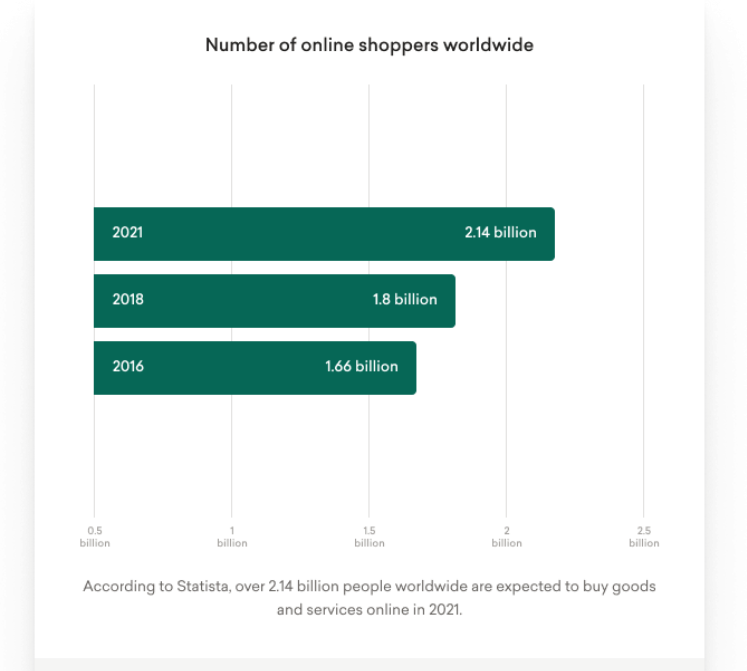 Number of online shoppers worldwide
2021 2.14 billion
2018 1.8 billion
2016 1.66 billion
0.5 1 1.5 2 2.5
billion billion billion billion billion
According to Statista, over 2.14 billion people worldwide are expected to buy goods
and services online in 2021.